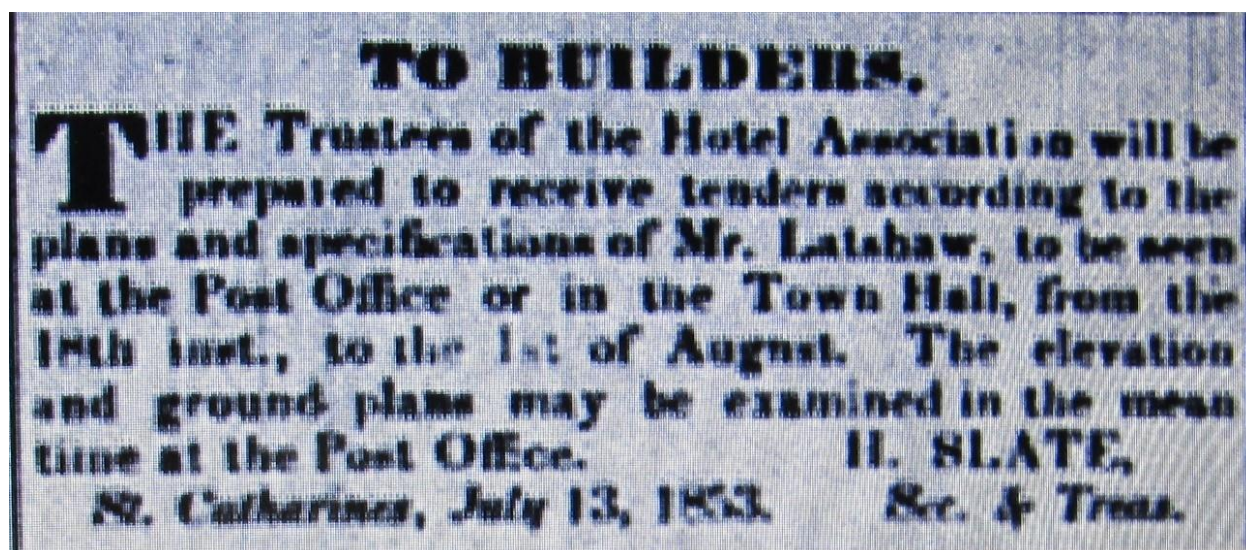 TO BUILDERS.
THE Trustees of the Hotel Association will be
prepared to receive tenders according to the
plans and specifications of Mr. Latshaw, to be seen
at the Post Office or in the Town Hall, from the
18th inst., to the 1st of August. The elevation
and ground plans may be examined in the mean
time at the Post Office. H. SLATE,
St. Catharines, July 13, 1853. Sec. & Treas.